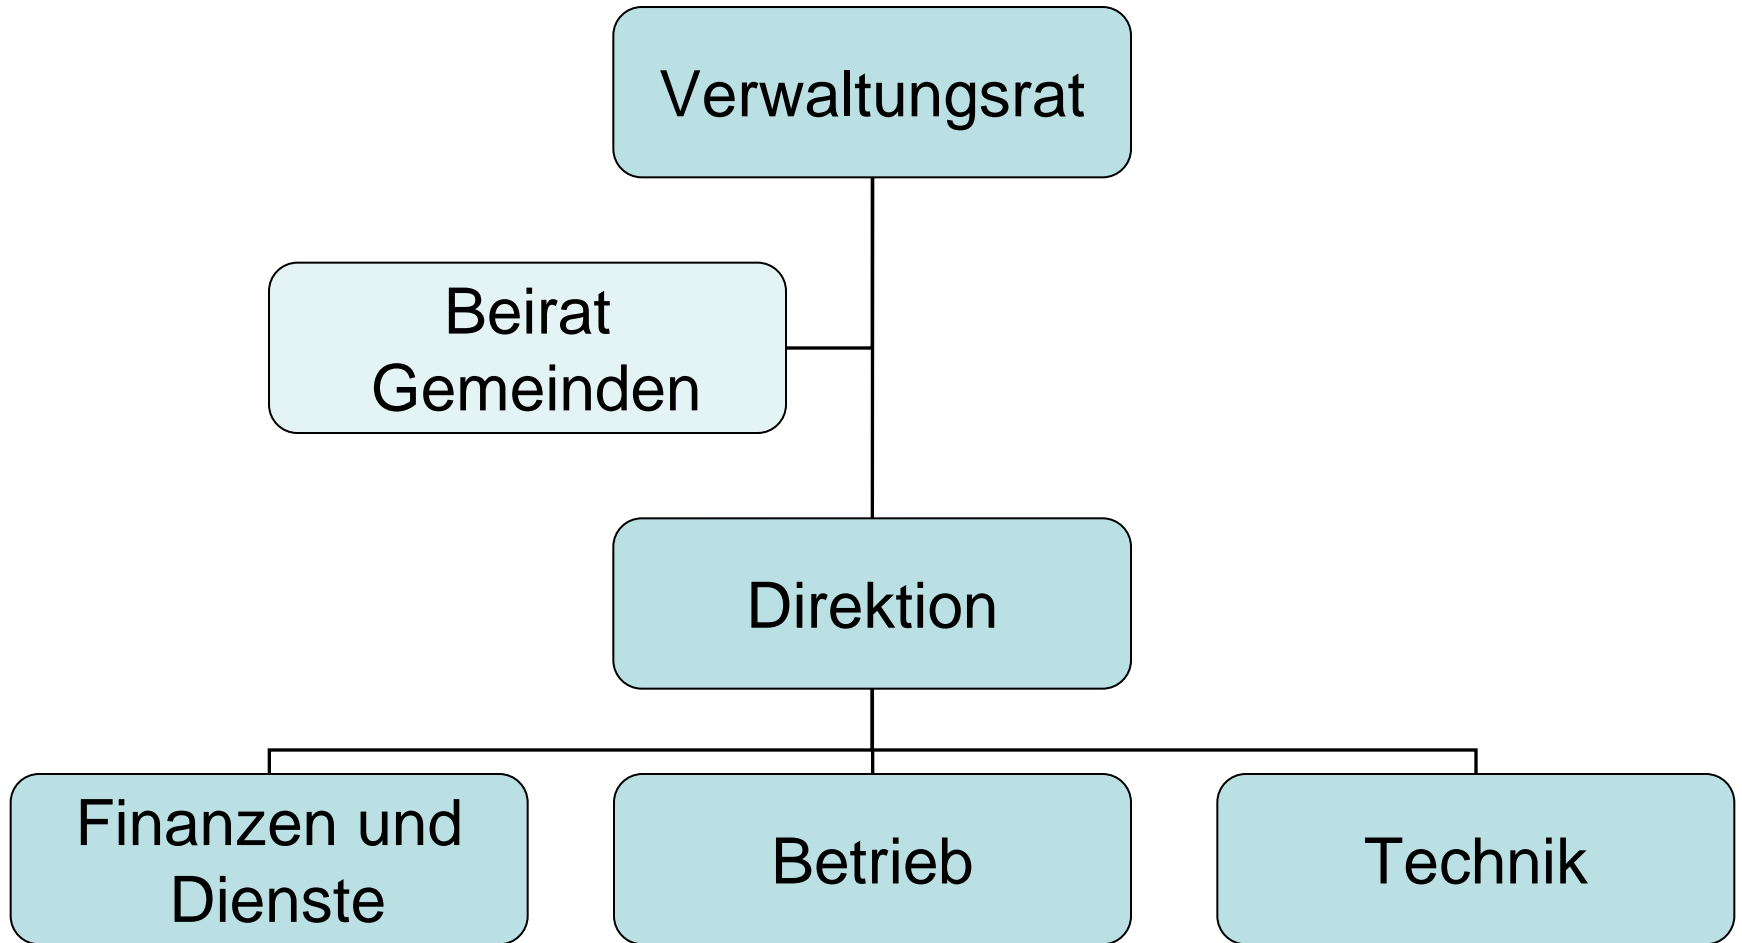 Verwaltungsrat
Beirat
Gemeinden
Direktion
Finanzen und
Dienste
Betrieb
Technik